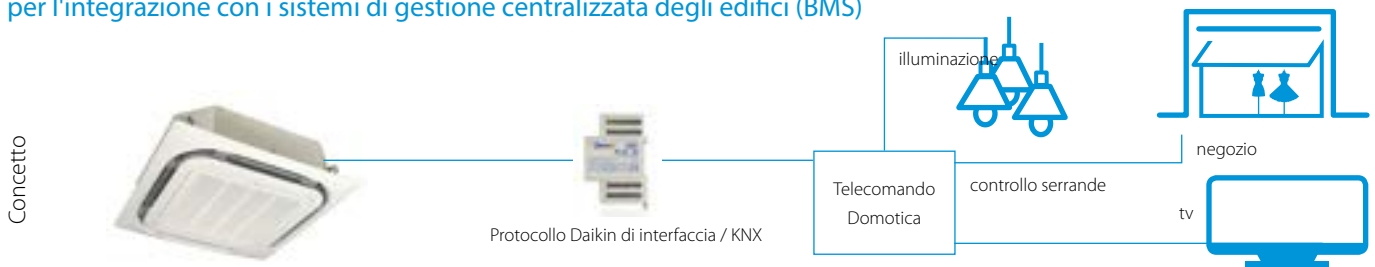 per l'integrazione con i sistemi di gestione centralizzata degli edifici (BMS)
Concetto
illuminazione
negozio
Telecomando
Domotica
controllo serrande
tv
Protocollo Daikin di interfaccia / KNX